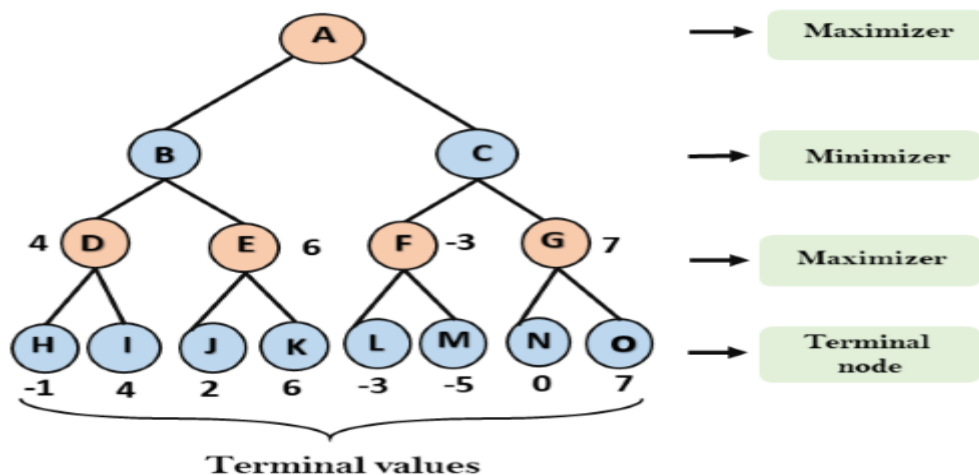 A Maximizer
B C Minimizer
4 D E 6 F -3 G 7 Maximizer
H I J K L M N O Terminal
node
-1 4 2 6 -3 -5 0 7
Terminal values